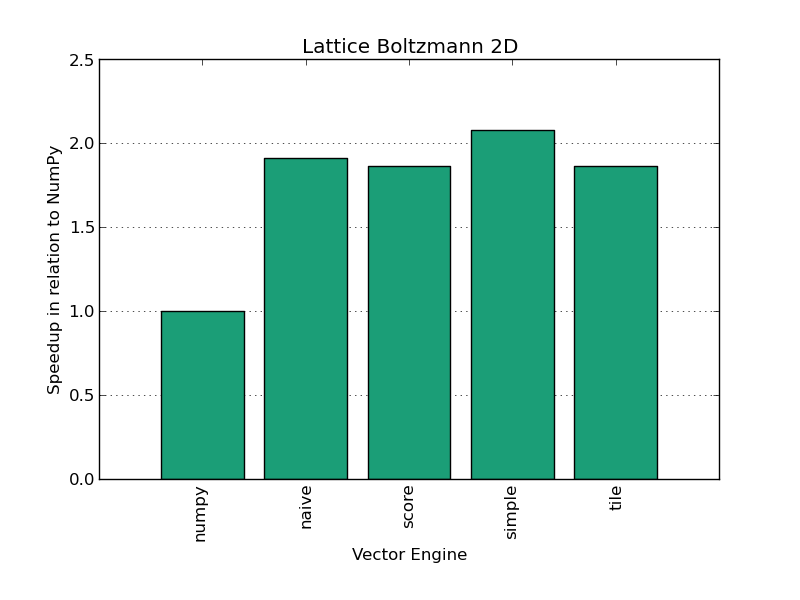 Lattice Boltzmann 2D
2.5
2.0
1.5
1.0
0.5
0.0
Speedup in relation to NumPy
numpy
naive
score
simple
tile
Vector Engine